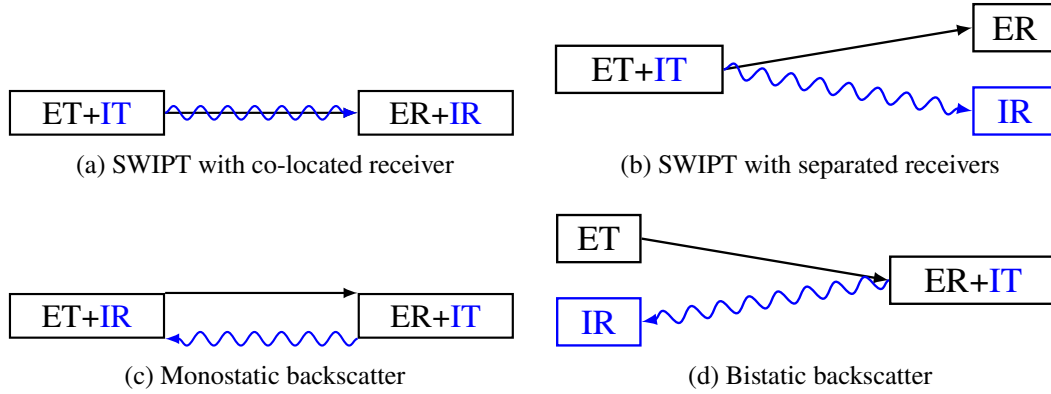 ET+IT
ER+IR
(a) SWIPT with co-located receiver
ET+IT
ER
IR
(b) SWIPT with separated receivers
ET+IR
ER+IT
(c) Monostatic backscatter
ET
IR
ER+IT
(d) Bistatic backscatter